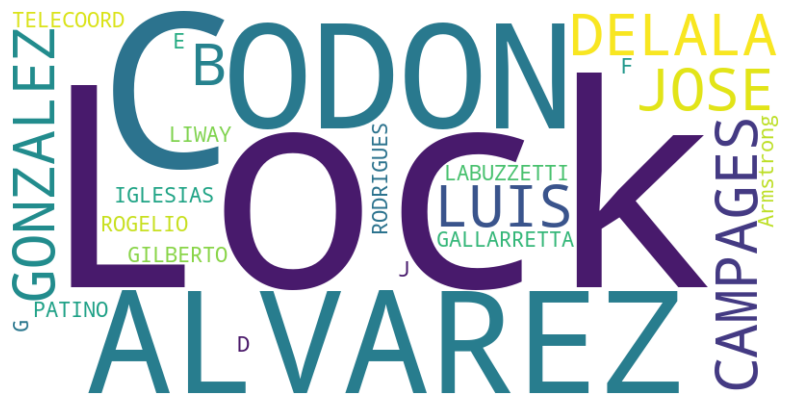 TELECOORD
E
B
CODON
DELALA
F
JOSE
GONZALEZ
LIWAY
Lock
RODRIGUES
LABUZZETTI
LUIS
GALLARRETTA
CAMPAGES
Armstrong
IGLESIAS
ROGELIO
GILBERTO
J
PATINO
G
D
ALVAREZ